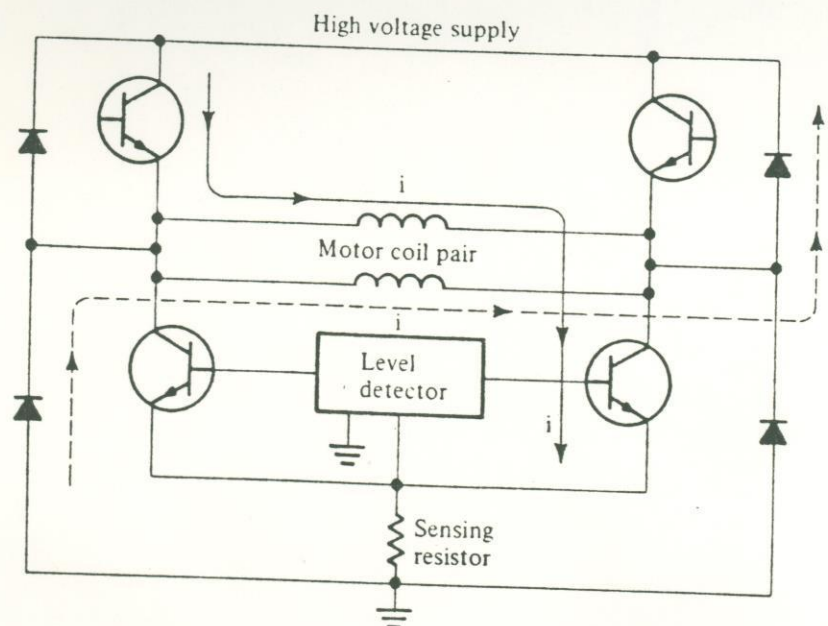 High voltage supply
i
Motor coil pair
i
Level
detector
i
Sensing
resistor